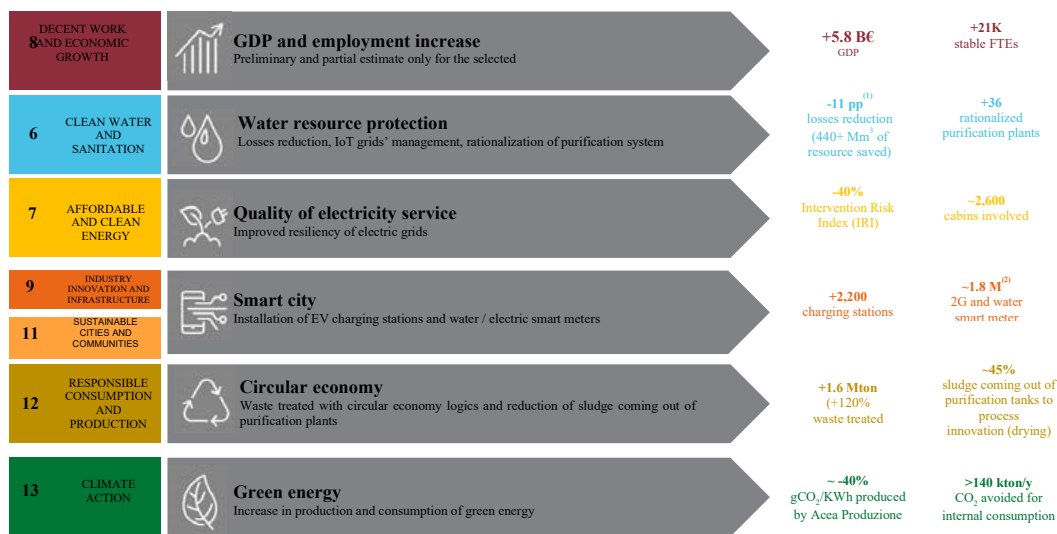 8
DECENT WORK
AND ECONOMIC
GROWTH
GDP and employment increase
Preliminary and partial estimate only for the selected
+5.8 B€
GDP
+21K
stable FTEs
6
CLEAN WATER
AND
SANITATION
Water resource protection
Losses reduction, IoT grids' management, rationalization of purification system
-11 pp(1)
losses reduction
(440+ Mm3 of
resource saved)
+36
rationalized
purification plants
7
AFFORDABLE
AND CLEAN
ENERGY
Quality of electricity service
Improved resiliency of electric grids
-40%
Intervention Risk
Index (IRI)
~2,600
cabins involved
9
INDUSTRY
INNOVATION AND
INFRASTRUCTURE
11
SUSTAINABLE
CITIES AND
COMMUNITIES
Smart city
Installation of EV charging stations and water / electric smart meters
+2,200
charging stations
~1.8 M(2)
2G and water
smart meter
12
RESPONSIBLE
CONSUMPTION
AND
PRODUCTION
Circular economy
Waste treated with circular economy logics and reduction of sludge coming out of
purification plants
+1.6 Mton
(+120%
waste treated
~45%
sludge coming out of
purification tanks to
process
innovation (drying)
13
CLIMATE
ACTION
Green energy
Increase in production and consumption of green energy
~ -40%
gCO2/KWh produced
by Acea Produzione
>140 kton/y
CO2 avoided for
internal consumption